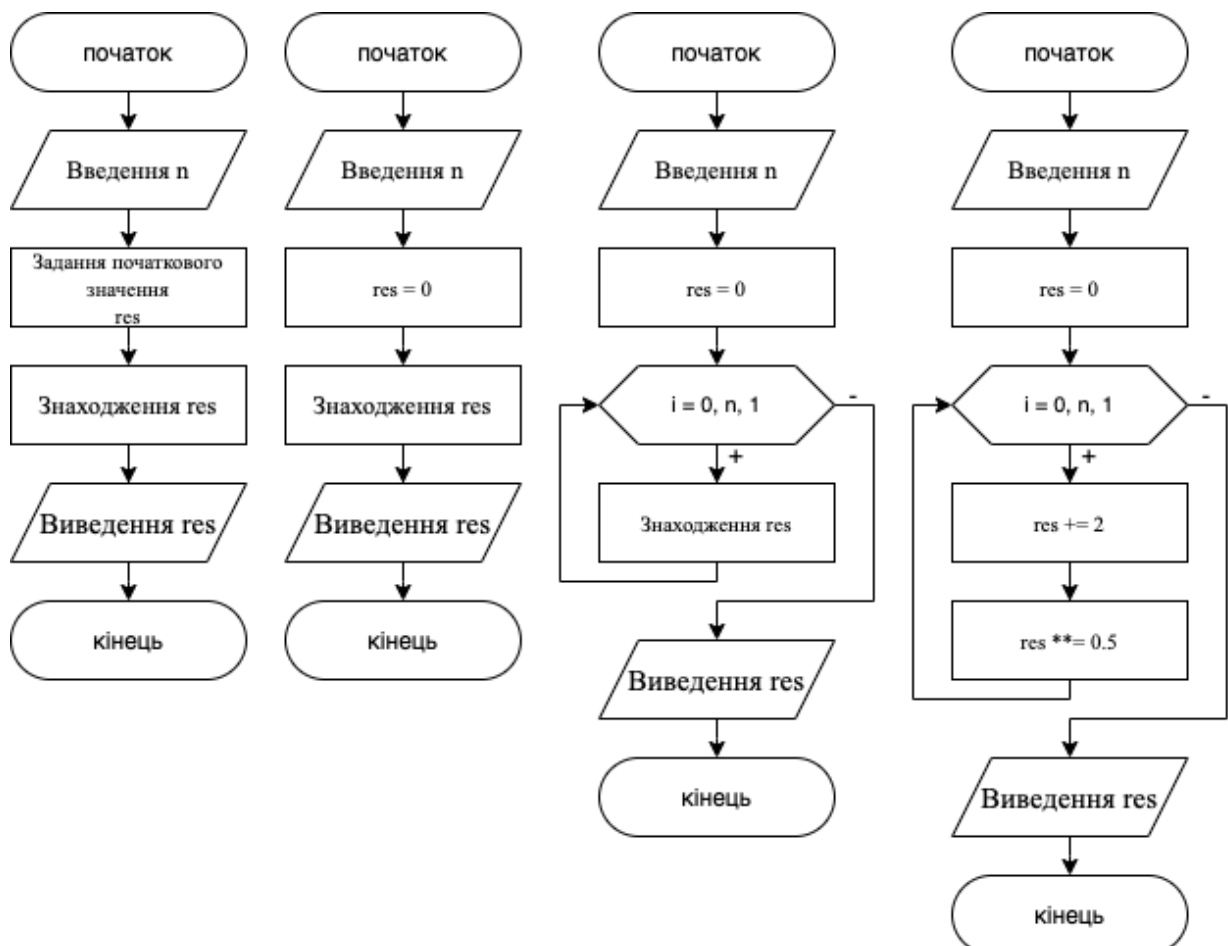 початок
Введення n
Задання початкового
значення
res
Знаходження res
Виведення res
кінець
початок
Введення n
res = 0
Знаходження res
Виведення res
кінець
початок
Введення n
res = 0
i = 0, n, 1
-
+
Знаходження res
Виведення res
кінець
початок
Введення n
res = 0
i = 0, n, 1
-
+
res += 2
res **= 0.5
Виведення res
кінець